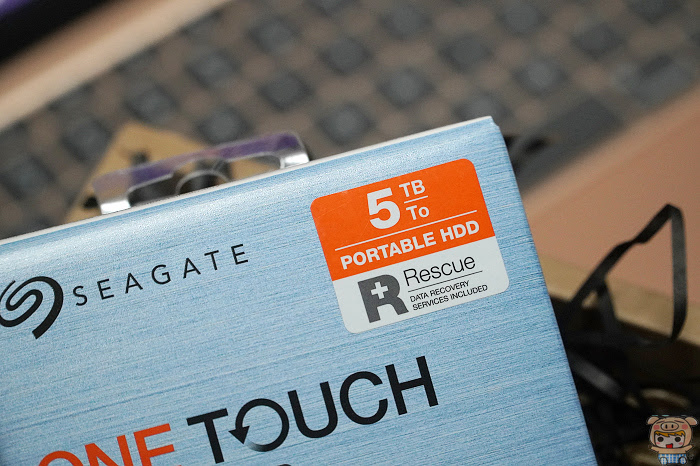 5 TB
To
PORTABLE HDD
R Rescue
DATA RECOVERY
SERVICES INCLUDED
SEAGATE
ONE TOUCH